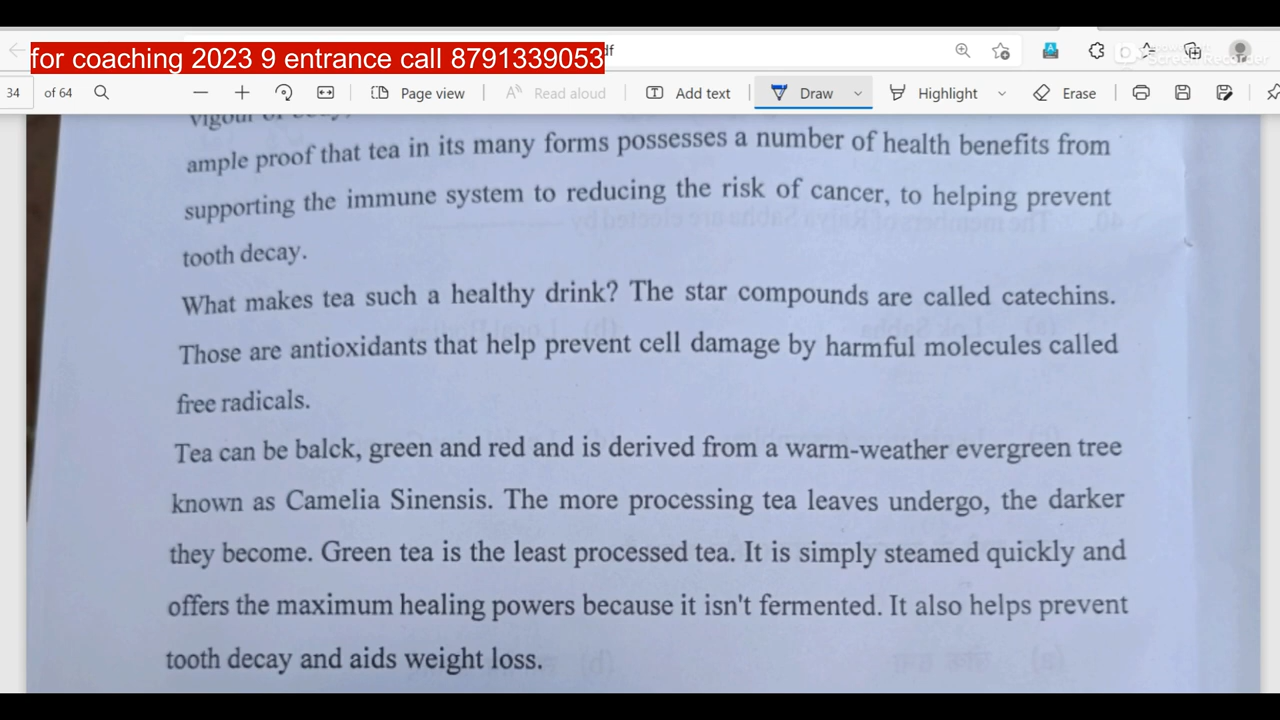 for coaching 2023 9 entrance call 8791339053
df
34 of 64 Page view Read aloud Add text Draw Highlight Erase
vigour of
ample proof that tea in its many forms possesses a number of health benefits from
supporting the immune system to reducing the risk of cancer, to helping prevent
tooth decay.
What makes tea such a healthy drink? The star compounds are called catechins.
Those are antioxidants that help prevent cell damage by harmful molecules called
free radicals.
Tea can be balck, green and red and is derived from a warm-weather evergreen tree
known as Camelia Sinensis. The more processing tea leaves undergo, the darker
they become. Green tea is the least processed tea. It is simply steamed quickly and
offers the maximum healing powers because it isn't fermented. It also helps prevent
tooth decay and aids weight loss.